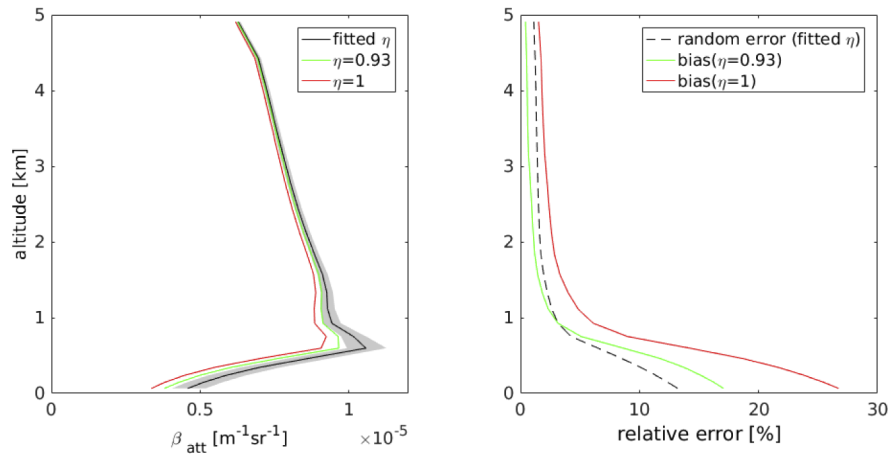 5
4
3
2
1
0
altitude [km]
0
0.5
1
×10⁻⁵
β att [m⁻¹sr⁻¹]
fitted η
η=0.93
η=1
5
4
3
2
1
0
0
10
20
30
relative error [%]
random error (fitted η)
bias(η=0.93)
bias(η=1)